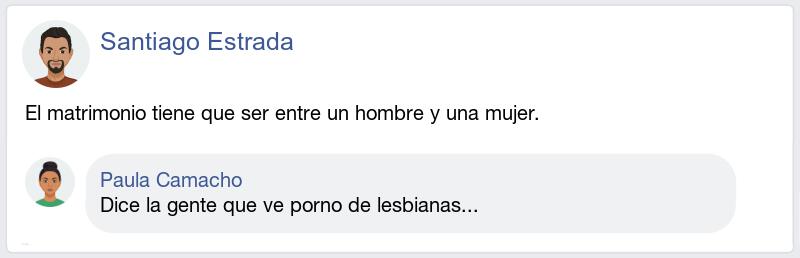 Santiago Estrada
El matrimonio tiene que ser entre un hombre y una mujer.
Paula Camacho
Dice la gente que ve porno de lesbianas...